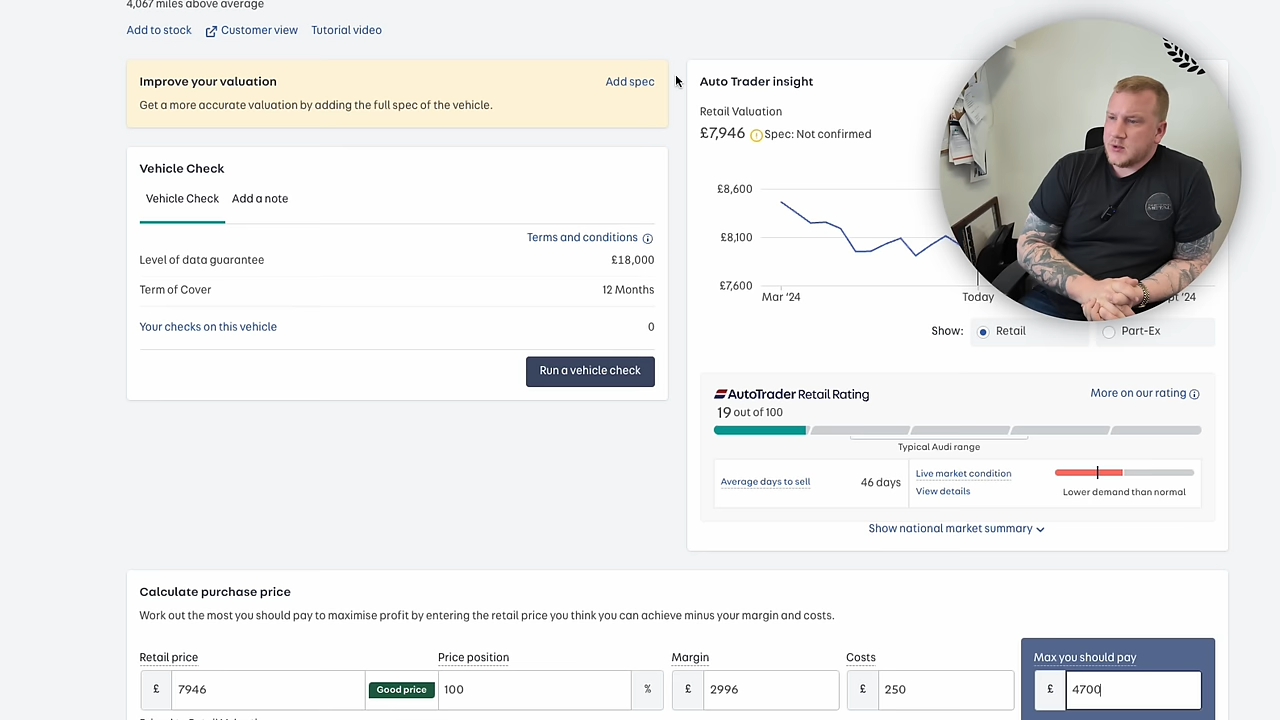 4,067 miles above average
Add to stock Customer view Tutorial video
Improve your valuation Add spec
Get a more accurate valuation by adding the full spec of the vehicle.
Vehicle Check
Vehicle Check Add a note
Terms and conditions
Level of data guarantee £18,000
Term of Cover 12 Months
Your checks on this vehicle 0
Run a vehicle check
Auto Trader insight
Retail Valuation
£7,946 Spec: Not confirmed
£8,600
£8,100
£7,600
Mar '24 Today pt '24
Show: Retail Part-Ex
AutoTrader Retail Rating More on our rating
19 out of 100
Typical Audi range
Average days to sell 46 days
Live market condition
View details
Lower demand than normal
Show national market summary
Calculate purchase price
Work out the most you should pay to maximise profit by entering the retail price you think you can achieve minus your margin and costs.
Retail price Price position Margin Costs Max you should pay
£ 7946 Good price 100 % £ 2996 £ 250 £ 4700